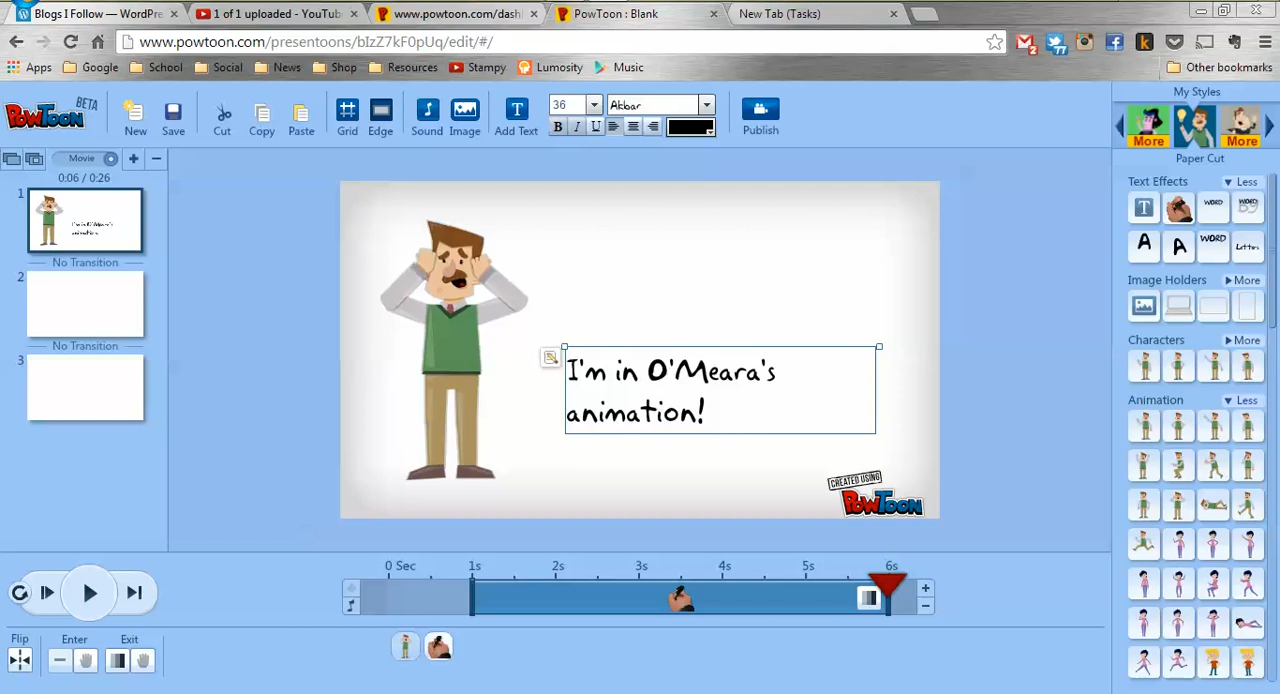 Blogs I Follow — WordPre
1 of 1 uploaded - YouTub
www.powtoon.com/dash
PowToon : Blank
New Tab (Tasks)
www.powtoon.com/presentoons/bIzZ7kF0pUq/edit/#/
2
77
Apps
Google
School
Social
News
Shop
Resources
Stampy
Lumosity
Music
Other bookmarks
POWTOON
BETA
New
Save
Cut
Copy
Paste
Grid
Edge
Sound
Image
Add Text
36
Akbar
B I U
Publish
My Styles
More
More
Paper Cut
Movie
0:06 / 0:26
1
I'm in O'Meara's
animation!
No Transition
2
No Transition
3
I'm in O'Meara's
animation!
CREATED USING
POWTOON
Text Effects
Less
T
WORD
WORD
A
A
WORD
Letters
Image Holders
More
Characters
More
Animation
Less
0 Sec
1s
2s
3s
4s
5s
6s
Flip
Enter
Exit